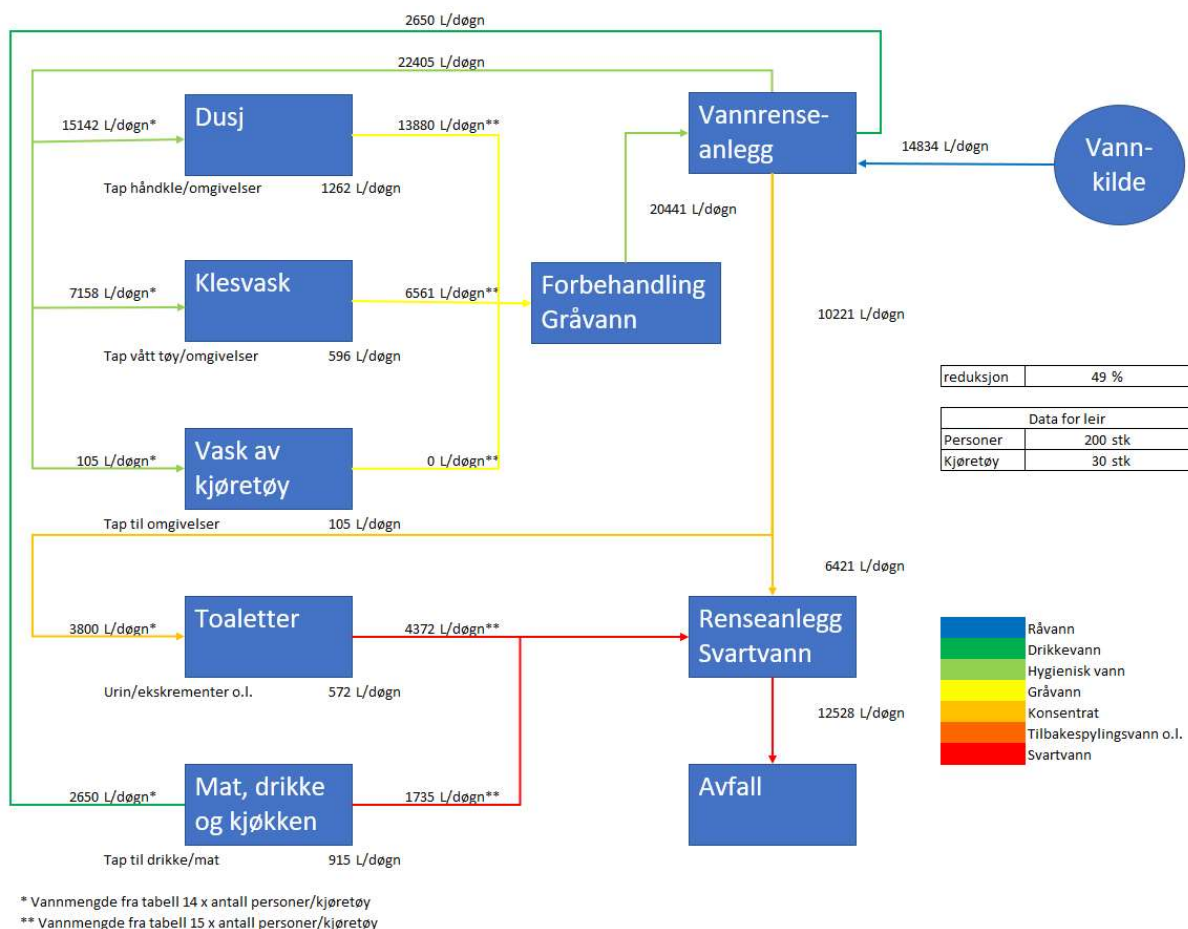 2650 L/døgn
22405 L/døgn
Dusj
15142 L/døgn*
13880 L/døgn**
Tap håndkle/omgivelser 1262 L/døgn
Vannrense-
anlegg
14834 L/døgn
Vann-
kilde
20441 L/døgn
Klesvask
7158 L/døgn*
6561 L/døgn**
Tap vått tøy/omgivelser 596 L/døgn
Forbehandling
Gråvann
10221 L/døgn
reduksjon 49 %
Data for leir
Personer 200 stk
Kjøretøy 30 stk
Vask av
kjøretøy
105 L/døgn*
0 L/døgn**
Tap til omgivelser 105 L/døgn
6421 L/døgn
Toaletter
3800 L/døgn*
4372 L/døgn**
Urin/ekskrementer o.l. 572 L/døgn
Renseanlegg
Svartvann
12528 L/døgn
Råvann
Drikkevann
Hygienisk vann
Gråvann
Konsentrat
Tilbakespylingsvann o.l.
Svartvann
Mat, drikke
og kjøkken
2650 L/døgn*
1735 L/døgn**
Tap til drikke/mat 915 L/døgn
Avfall
* Vannmengde fra tabell 14 x antall personer/kjøretøy
** Vannmengde fra tabell 15 x antall personer/kjøretøy